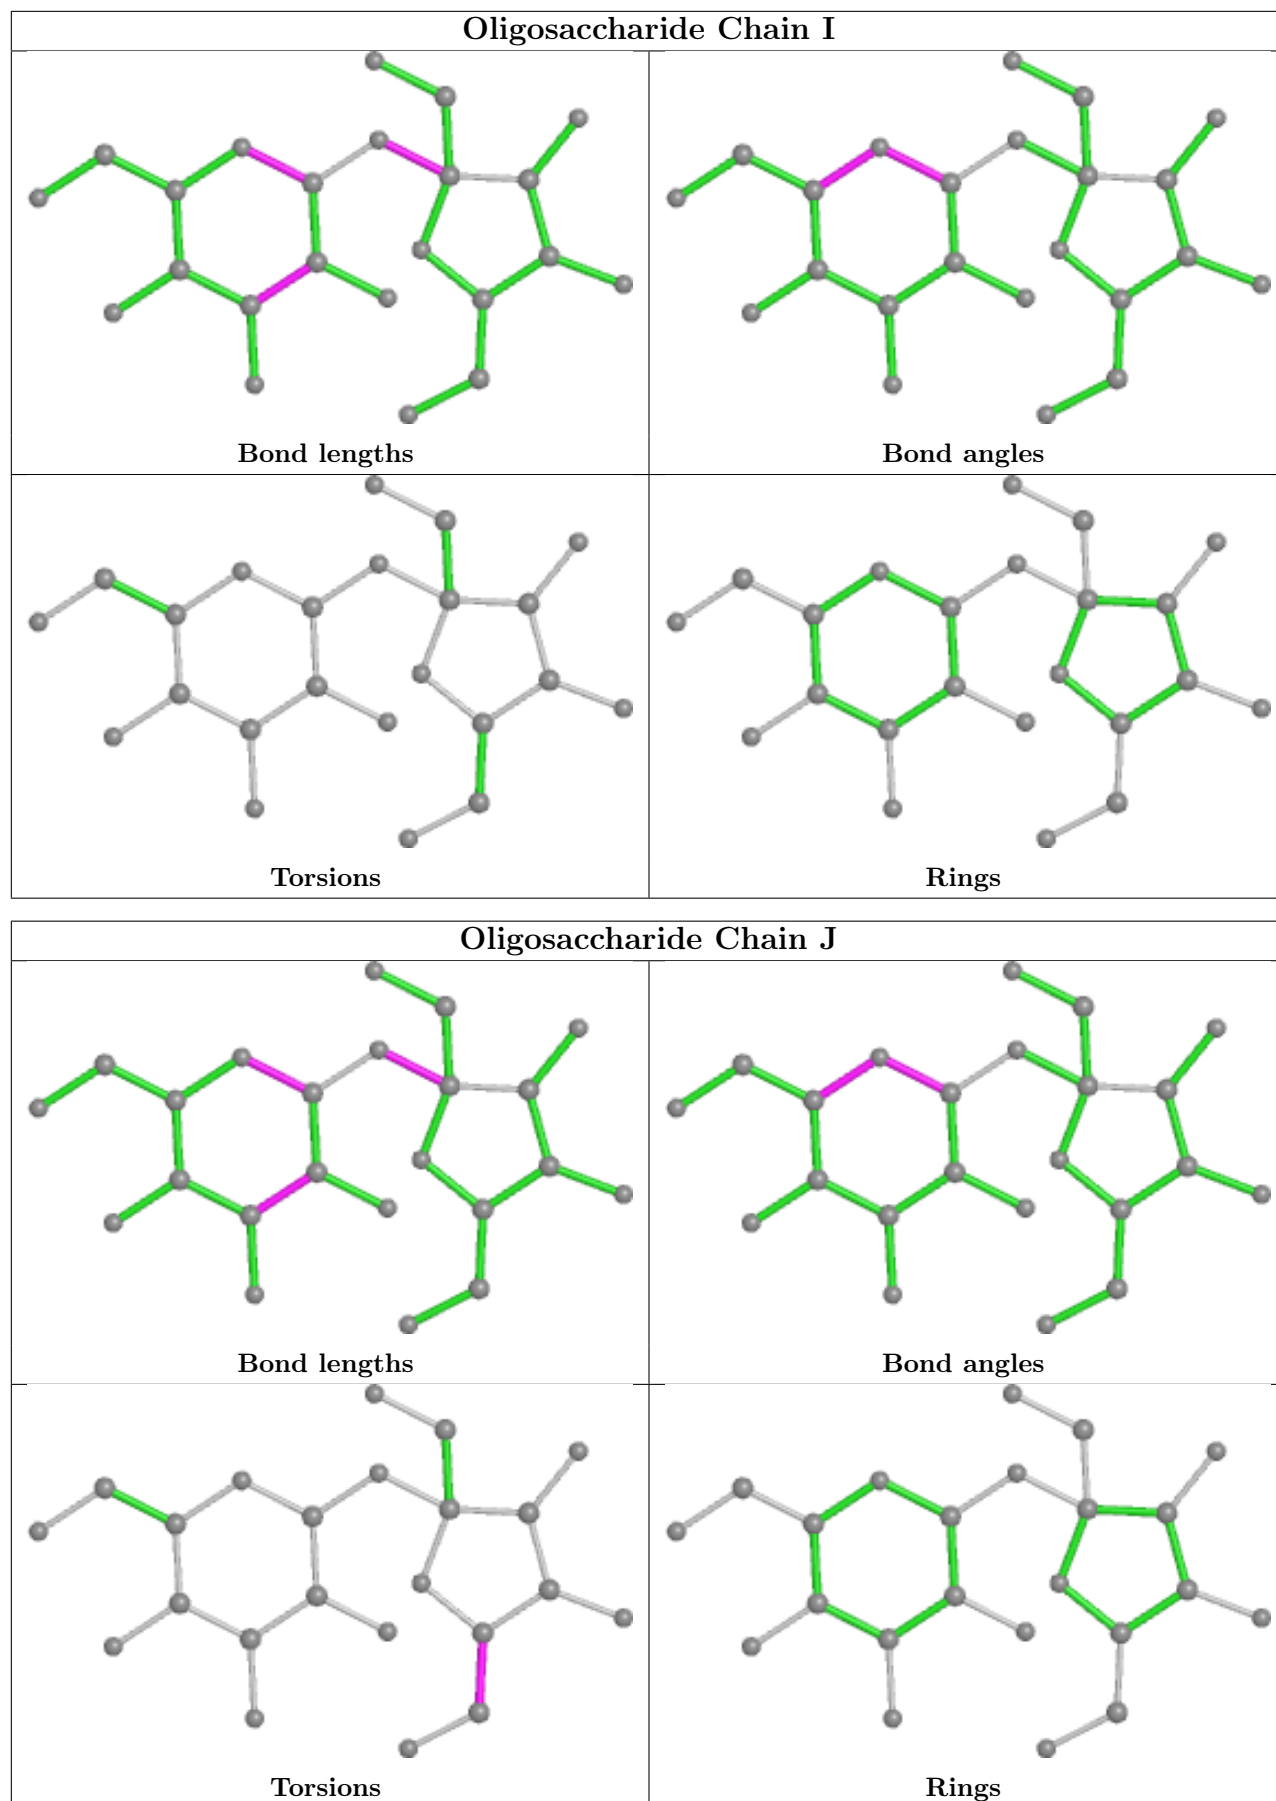 Oligosaccharide Chain I
Bond lengths
Bond angles
Torsions
Rings
Oligosaccharide Chain J
Bond lengths
Bond angles
Torsions
Rings